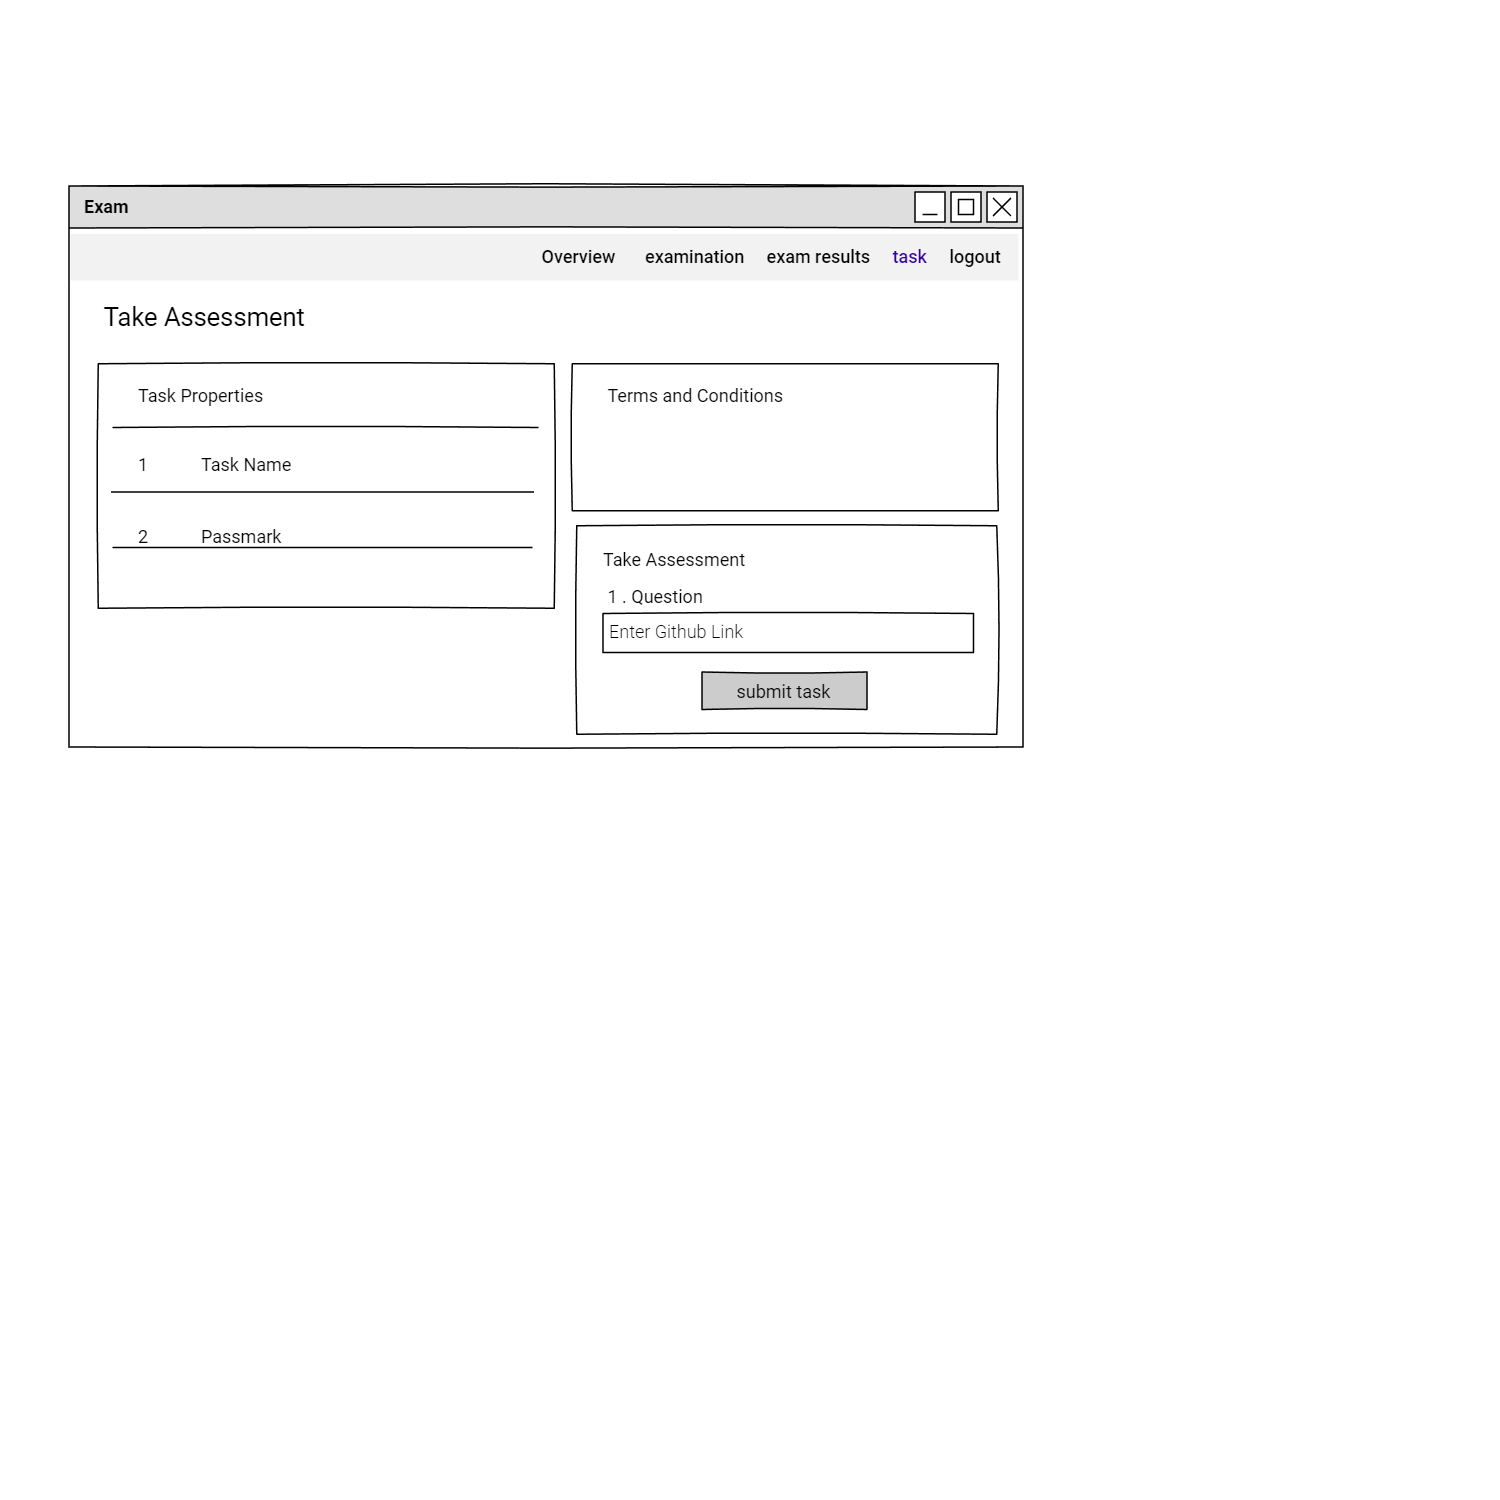 Exam
Overview examination exam results task logout
Take Assessment
Task Properties
1 Task Name
2 Passmark
Terms and Conditions
Take Assessment
1 . Question
Enter Github Link
submit task